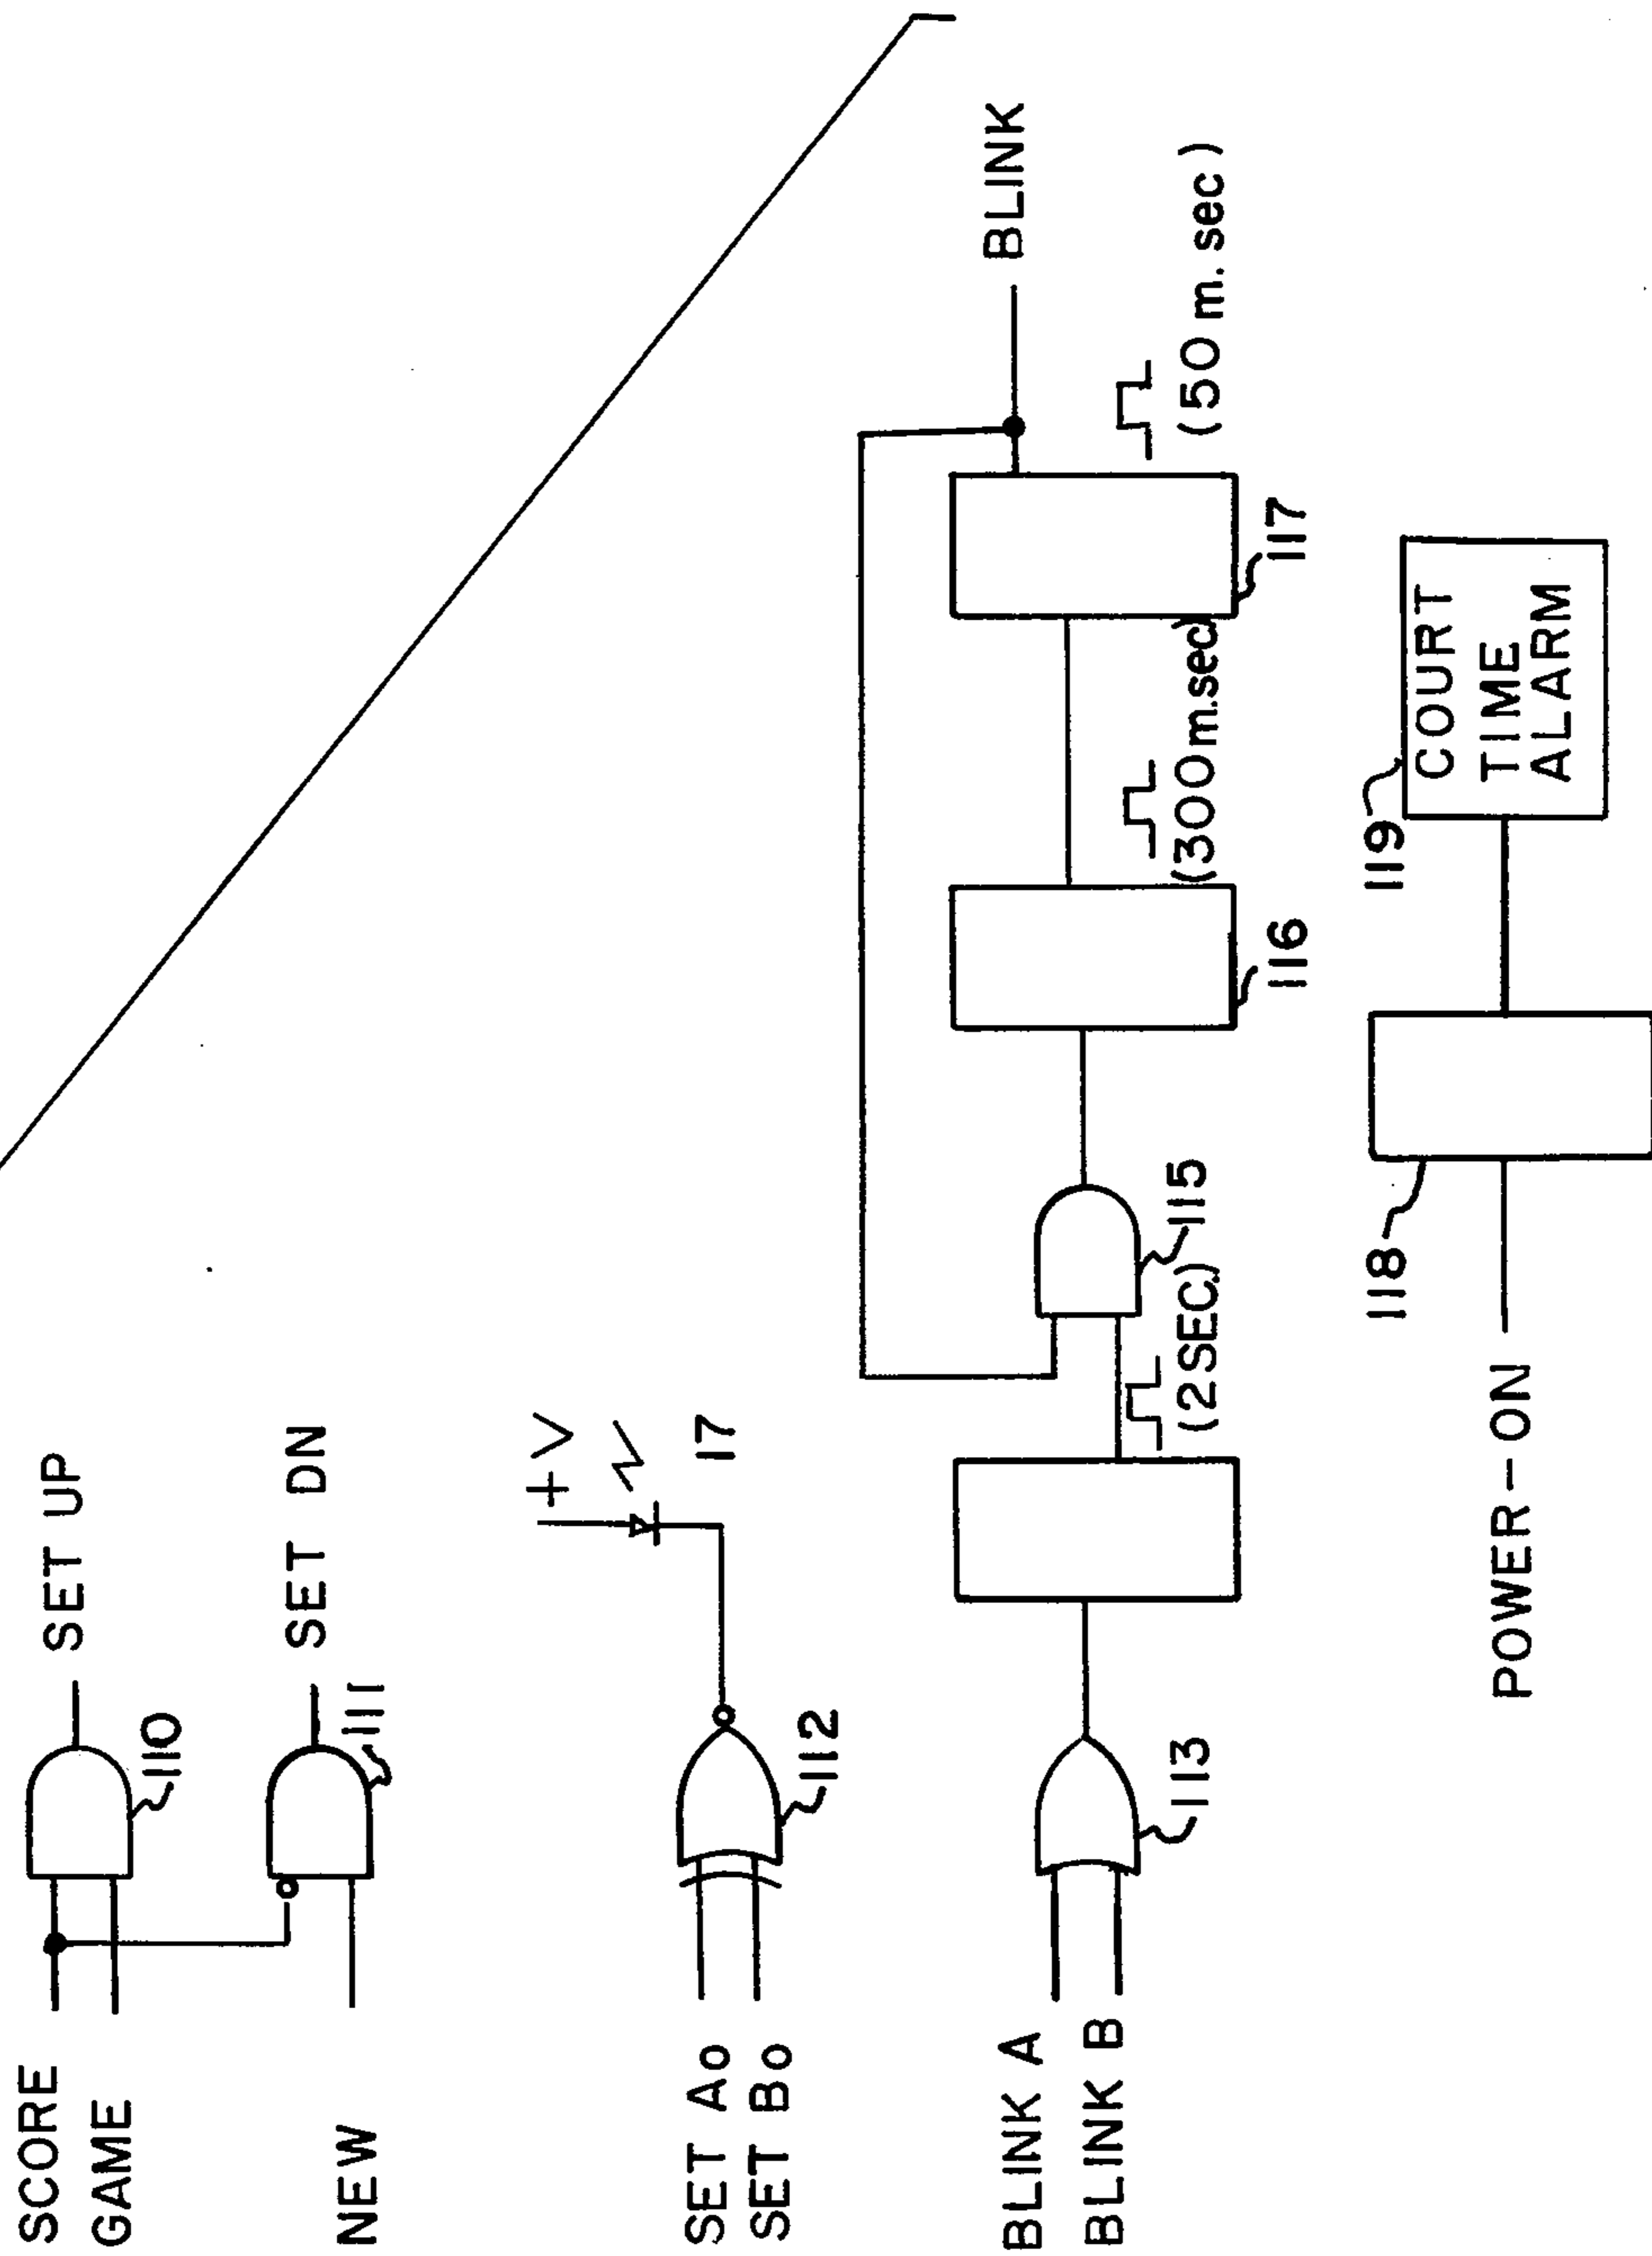 SCORE
GAME
SET UP
110
NEW
SET DN
111
+V
17
SET Ao
SET Bo
112
BLINK A
BLINK B
113
(2SEC)
115
116
(300m.sec)
117
(50 m.sec)
BLINK
POWER-ON
118
119
COURT
TIME
ALARM